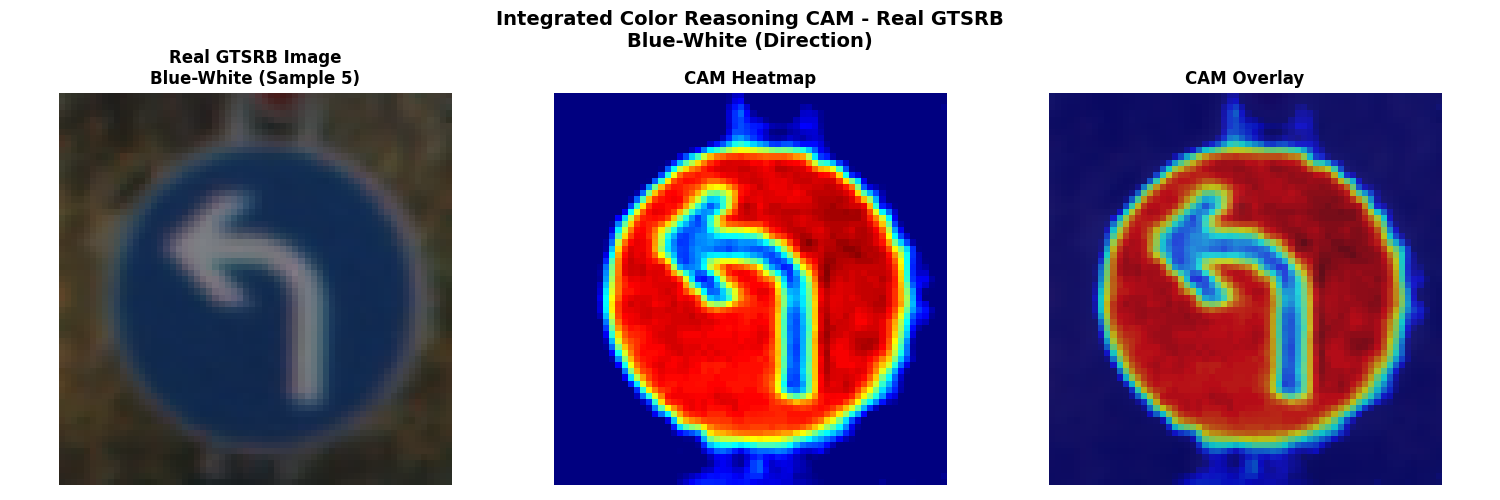 Integrated Color Reasoning CAM - Real GTSRB
Blue-White (Direction)
Real GTSRB Image
Blue-White (Sample 5)
CAM Heatmap
CAM Overlay